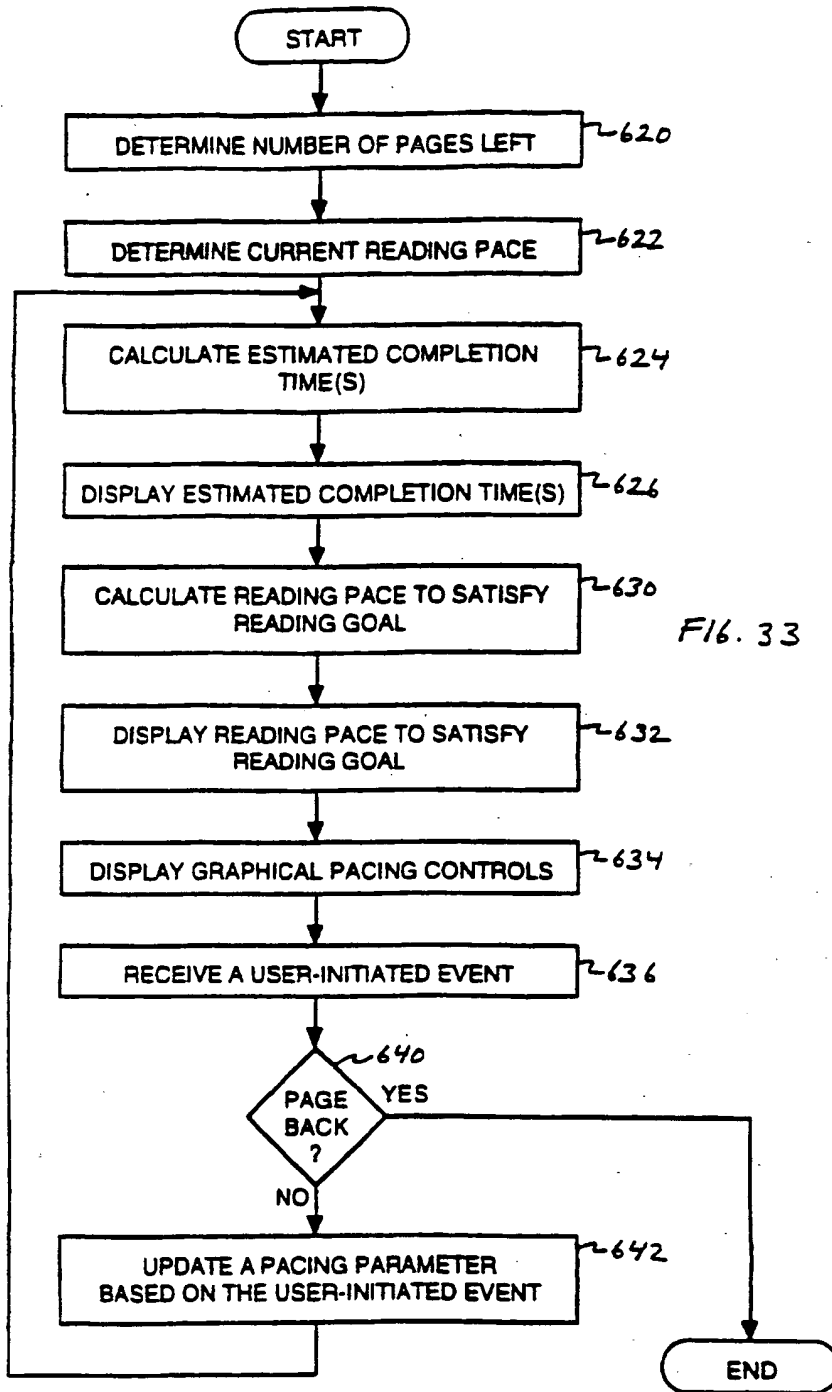 START
DETERMINE NUMBER OF PAGES LEFT
620
DETERMINE CURRENT READING PACE
622
CALCULATE ESTIMATED COMPLETION
TIME(S)
624
DISPLAY ESTIMATED COMPLETION TIME(S)
626
CALCULATE READING PACE TO SATISFY
READING GOAL
630
FIG. 33
DISPLAY READING PACE TO SATISFY
READING GOAL
632
DISPLAY GRAPHICAL PACING CONTROLS
634
RECEIVE A USER-INITIATED EVENT
636
640
PAGE
BACK
?
YES
NO
UPDATE A PACING PARAMETER
BASED ON THE USER-INITIATED EVENT
642
END